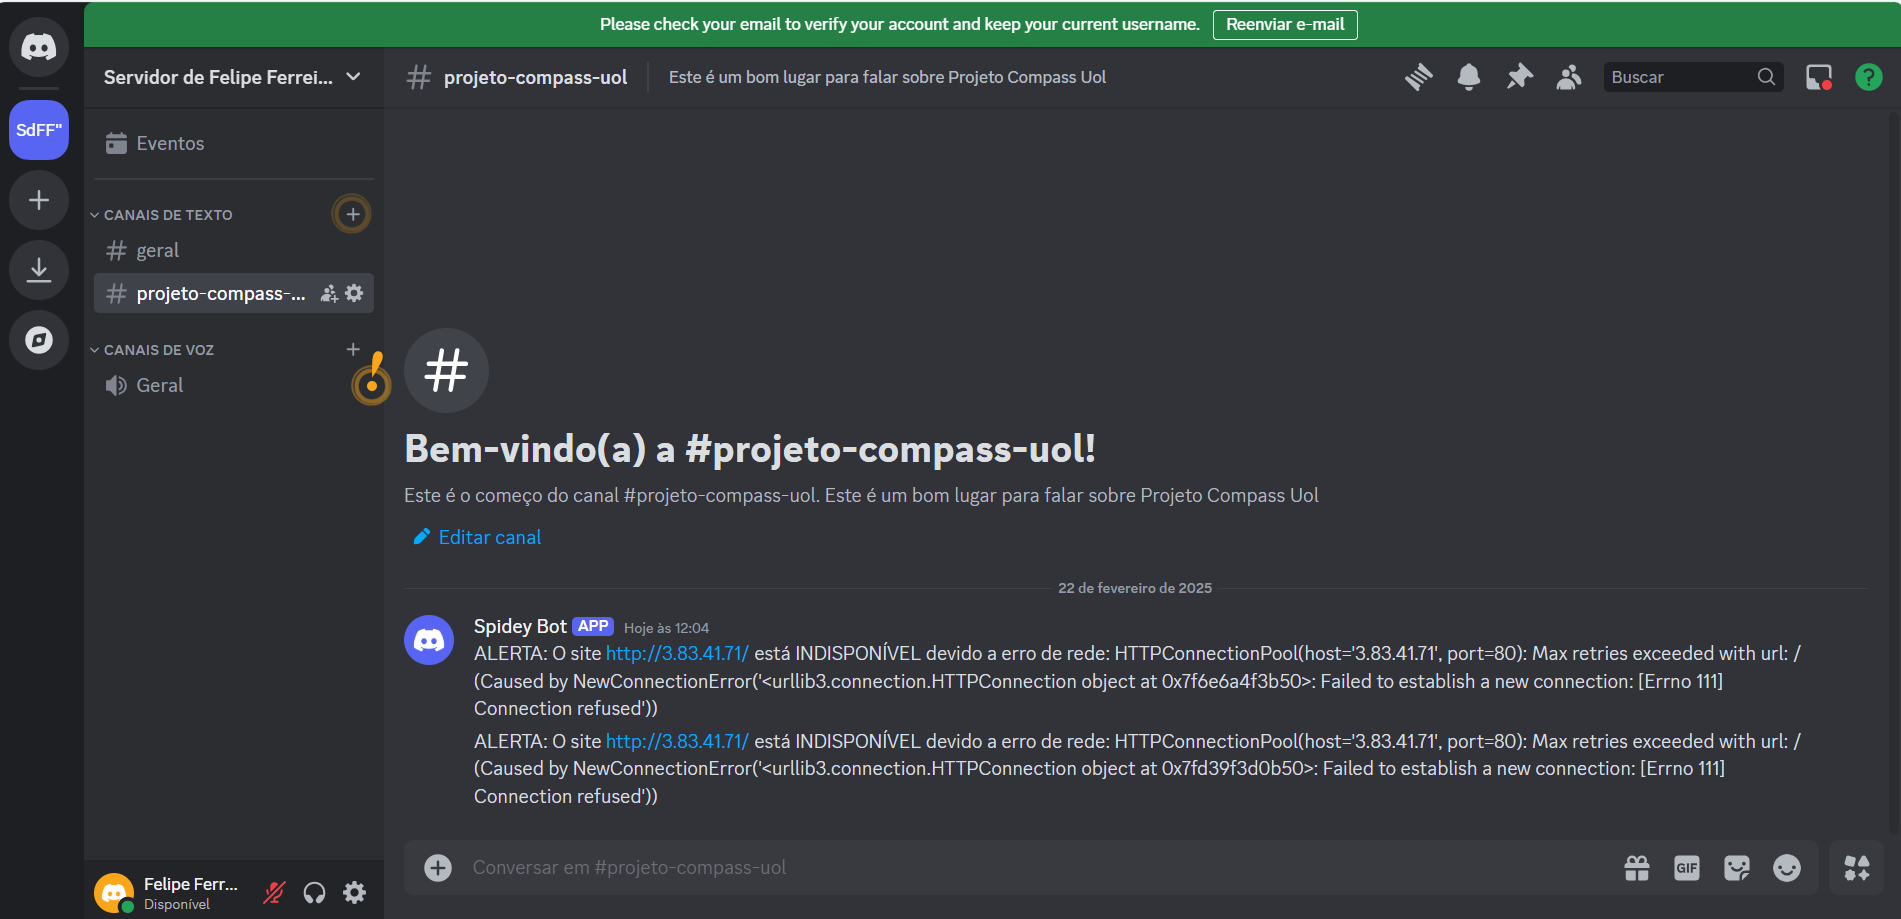 Please check your email to verify your account and keep your current username. Reenviar e-mail
SdFF"
Servidor de Felipe Ferrei...
Eventos
CANAIS DE TEXTO
geral
projeto-compass-...
CANAIS DE VOZ
Geral
Felipe Ferr...
Disponível
projeto-compass-uol
Este é um bom lugar para falar sobre Projeto Compass Uol
Buscar
Bem-vindo(a) a #projeto-compass-uol!
Este é o começo do canal #projeto-compass-uol. Este é um bom lugar para falar sobre Projeto Compass Uol
Editar canal
22 de fevereiro de 2025
Spidey Bot APP Hoje às 12:04
ALERTA: O site http://3.83.41.71/ está INDISPONÍVEL devido a erro de rede: HTTPConnectionPool(host='3.83.41.71', port=80): Max retries exceeded with url: /
(Caused by NewConnectionError('<urllib3.connection.HTTPConnection object at 0x7f6e6a4f3b50>: Failed to establish a new connection: [Errno 111]
Connection refused'))
ALERTA: O site http://3.83.41.71/ está INDISPONÍVEL devido a erro de rede: HTTPConnectionPool(host='3.83.41.71', port=80): Max retries exceeded with url: /
(Caused by NewConnectionError('<urllib3.connection.HTTPConnection object at 0x7fd39f3d0b50>: Failed to establish a new connection: [Errno 111]
Connection refused'))
Conversar em #projeto-compass-uol
GIF